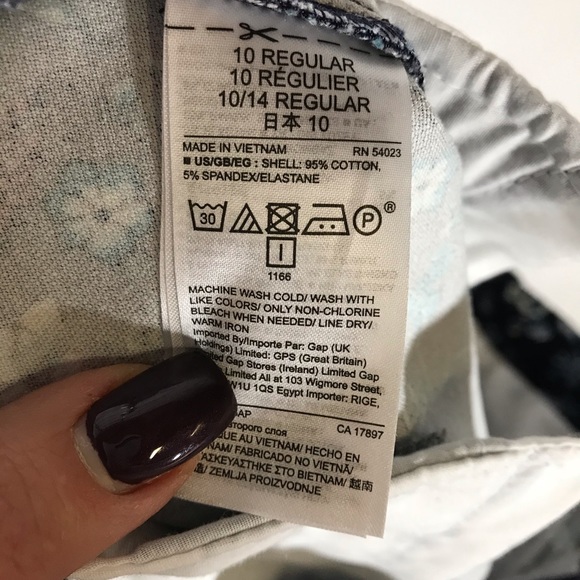 10 REGULAR
10 RÉGULIER
10/14 REGULAR
日本 10
MADE IN VIETNAM RN 54023
■ US/GB/EG : SHELL: 95% COTTON,
5% SPANDEX/ELASTANE
30 P ®
I
1166
MACHINE WASH COLD/ WASH WITH
LIKE COLORS/ ONLY NON-CHLORINE
BLEACH WHEN NEEDED/ LINE DRY/
WARM IRON
Imported By/Importe Par: Gap (UK
Holdings) Limited: GPS (Great Britain)
Gap Stores (Ireland) Limited Gap
Limited All at 103 Wigmore Street,
W1U 1QS Egypt Importer: RIGE,
CA 17897
второго слоя
AU VIETNAM/ HECHO EN
FABRICADO NO VIETNÃ/
ΣΤΟ ΒΙΕΤΝΑΜ/ 越南
/ ZEMLJA PROIZVODNJE